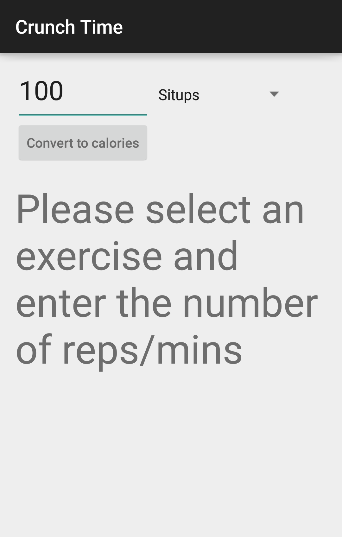 Crunch Time
100
Situps
Convert to calories
Please select an
exercise and
enter the number
of reps/mins